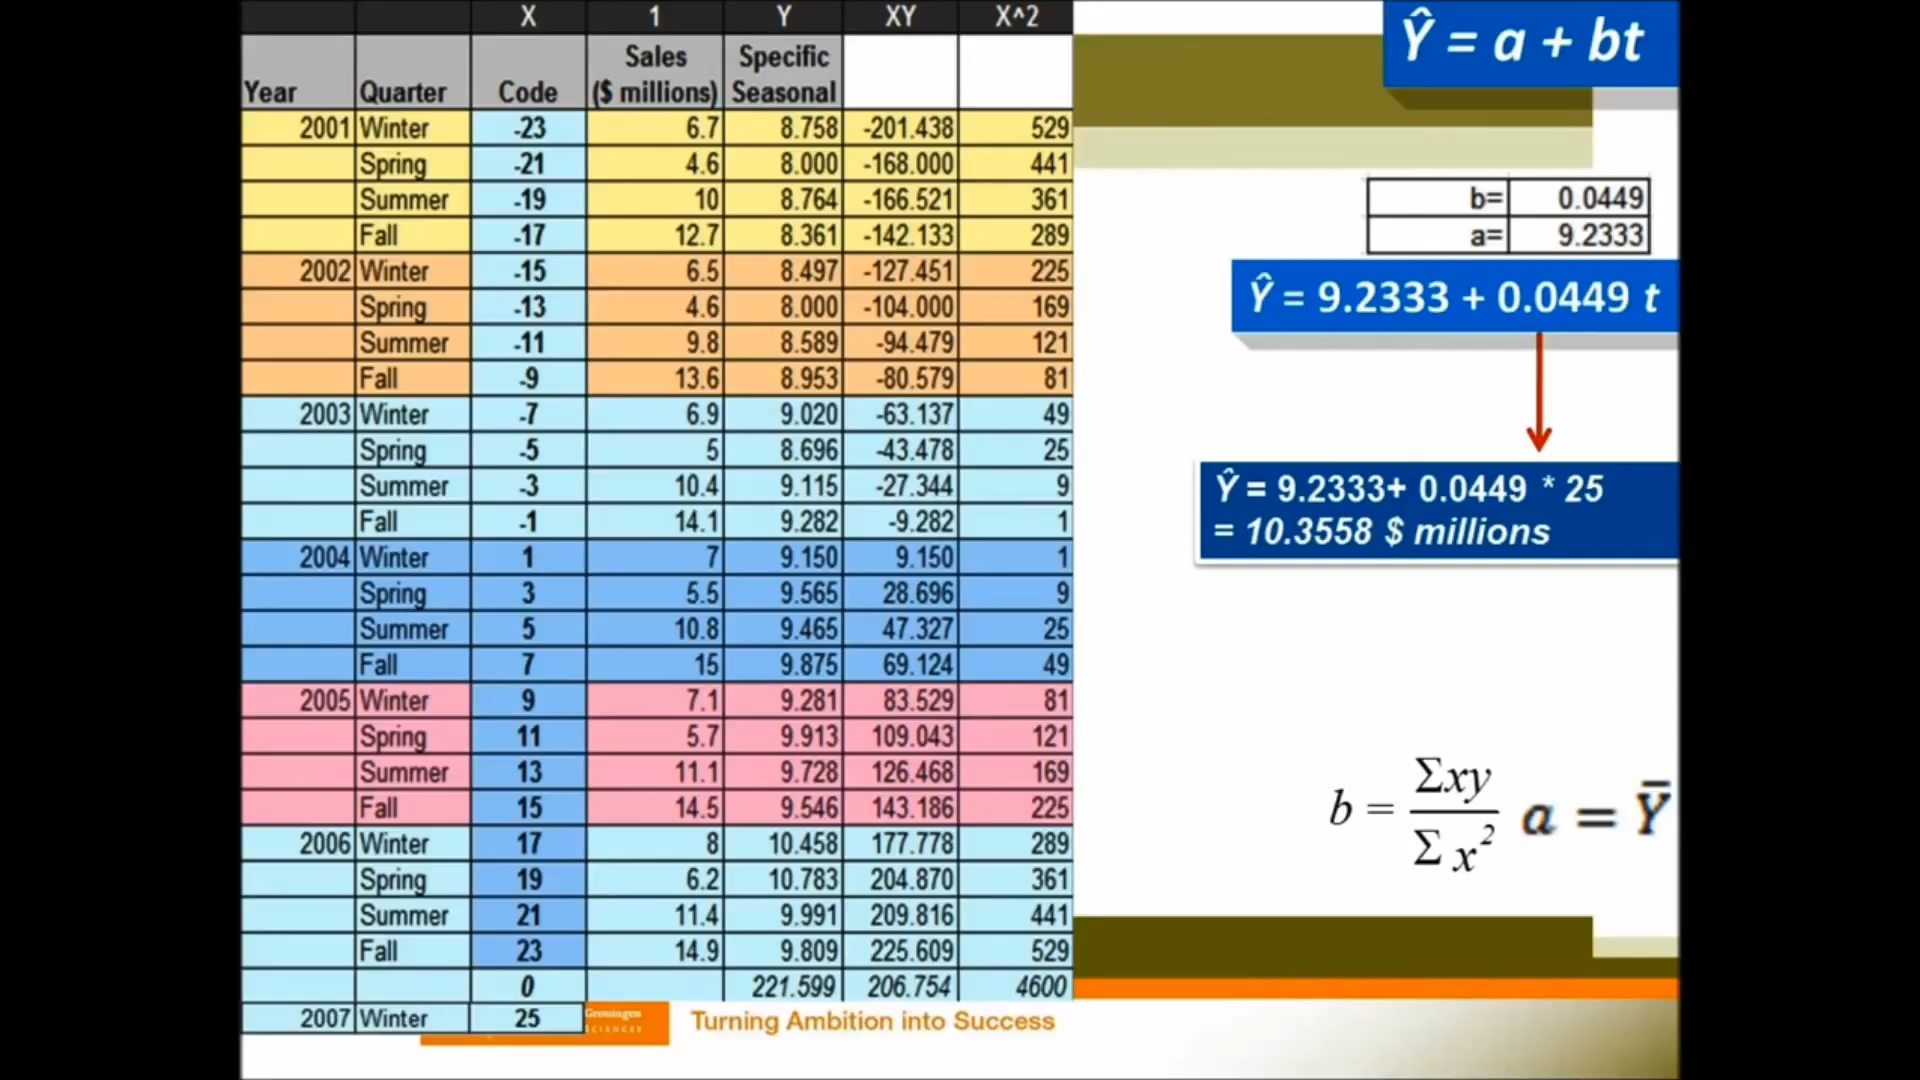 X 1 Y XY X^2
Year Quarter Code Sales ($ millions) Specific Seasonal
2001 Winter -23 6.7 8.758 -201.438 529
Spring -21 4.6 8.000 -168.000 441
Summer -19 10 8.764 -166.521 361
Fall -17 12.7 8.361 -142.133 289
2002 Winter -15 6.5 8.497 -127.451 225
Spring -13 4.6 8.000 -104.000 169
Summer -11 9.8 8.589 -94.479 121
Fall -9 13.6 8.953 -80.579 81
2003 Winter -7 6.9 9.020 -63.137 49
Spring -5 5 8.696 -43.478 25
Summer -3 10.4 9.115 -27.344 9
Fall -1 14.1 9.282 -9.282 1
2004 Winter 1 7 9.150 9.150 1
Spring 3 5.5 9.565 28.696 9
Summer 5 10.8 9.465 47.327 25
Fall 7 15 9.875 69.124 49
2005 Winter 9 7.1 9.281 83.529 81
Spring 11 5.7 9.913 109.043 121
Summer 13 11.1 9.728 126.468 169
Fall 15 14.5 9.546 143.186 225
2006 Winter 17 8 10.458 177.778 289
Spring 19 6.2 10.783 204.870 361
Summer 21 11.4 9.991 209.816 441
Fall 23 14.9 9.809 225.609 529
0 221.599 206.754 4600
2007 Winter 25
Groningen
Turning Ambition into Success
Ŷ = a + bt
b= 0.0449
a= 9.2333
Ŷ = 9.2333 + 0.0449 t
Ŷ = 9.2333+ 0.0449 * 25
= 10.3558 $ millions
b = Σxy / Σx² a = Ȳ